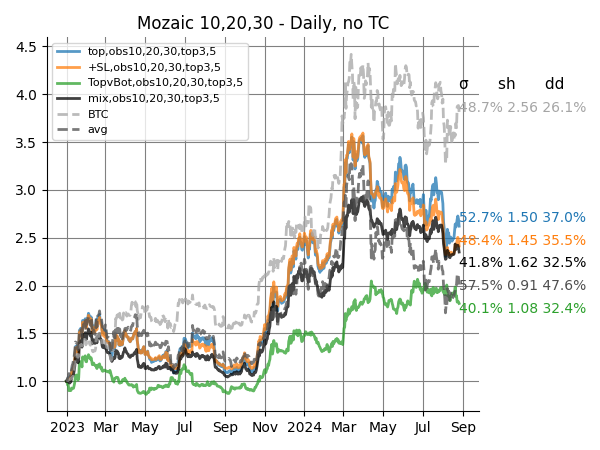 Mozaic 10,20,30 - Daily, no TC
top,obs10,20,30,top3,5
+SL,obs10,20,30,top3,5
TopvBot,obs10,20,30,top3,5
mix,obs10,20,30,top3,5
BTC
avg
σ sh dd
48.7% 2.56 26.1%
52.7% 1.50 37.0%
48.4% 1.45 35.5%
41.8% 1.62 32.5%
57.5% 0.91 47.6%
40.1% 1.08 32.4%
4.5
4.0
3.5
3.0
2.5
2.0
1.5
1.0
2023 Mar May Jul Sep Nov 2024 Mar May Jul Sep